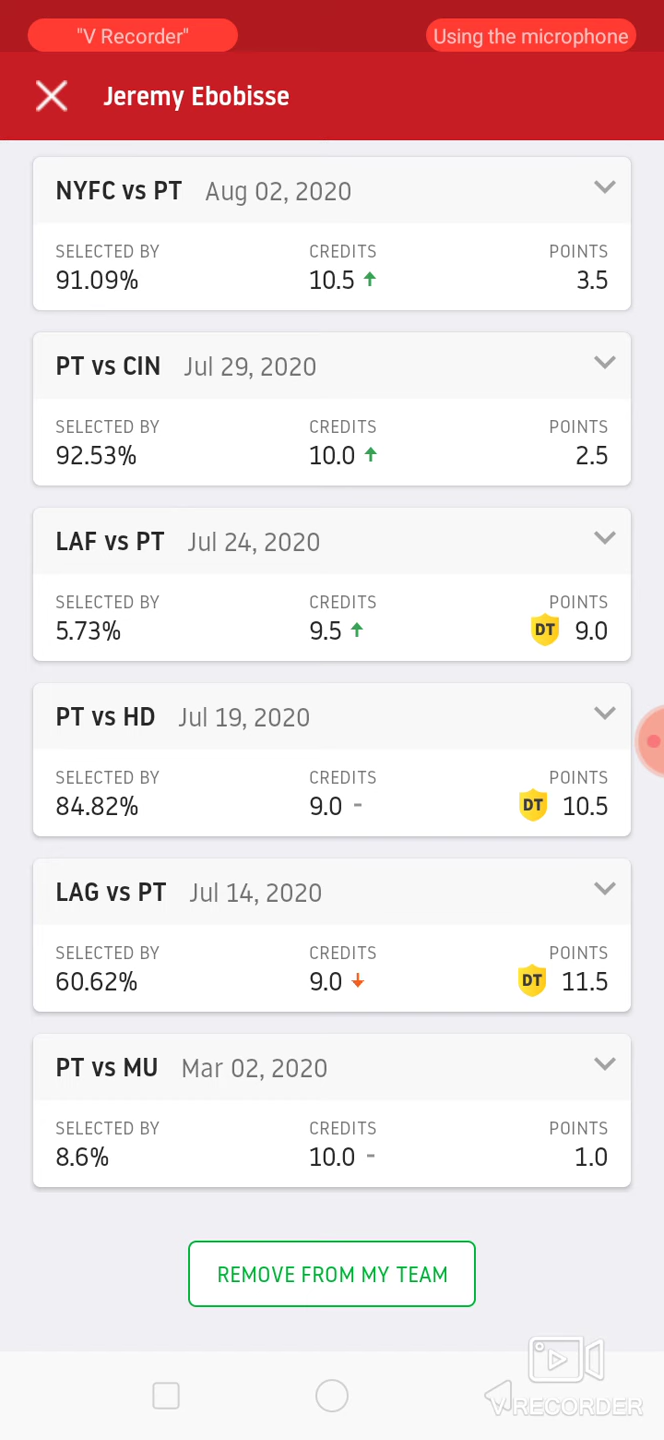 "V Recorder" Using the microphone
Jeremy Ebobisse
NYFC vs PT Aug 02, 2020
SELECTED BY CREDITS POINTS
91.09% 10.5 3.5
PT vs CIN Jul 29, 2020
SELECTED BY CREDITS POINTS
92.53% 10.0 2.5
LAF vs PT Jul 24, 2020
SELECTED BY CREDITS POINTS
5.73% 9.5 DT 9.0
PT vs HD Jul 19, 2020
SELECTED BY CREDITS POINTS
84.82% 9.0 - DT 10.5
LAG vs PT Jul 14, 2020
SELECTED BY CREDITS POINTS
60.62% 9.0 DT 11.5
PT vs MU Mar 02, 2020
SELECTED BY CREDITS POINTS
8.6% 10.0 - 1.0
REMOVE FROM MY TEAM
VRECORDER